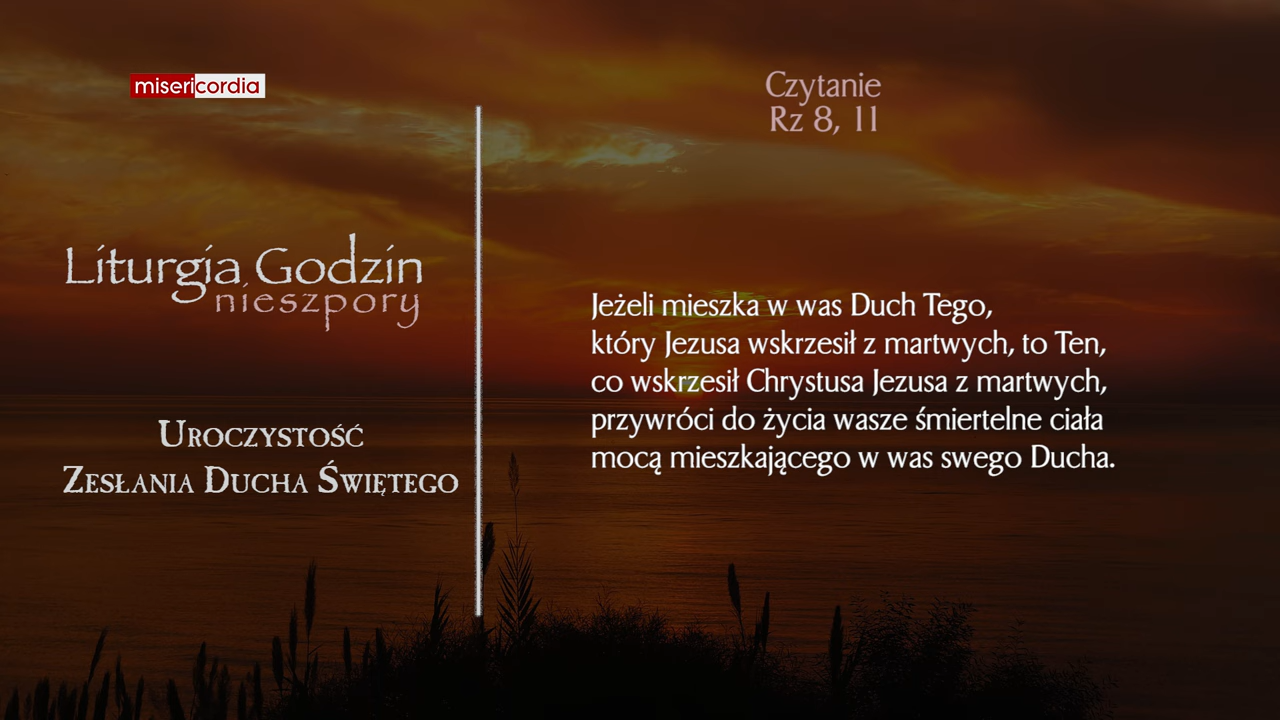 misericordia
Liturgia Godzin
nieszpory
Uroczystość
Zesłania Ducha Świętego
Czytanie
Rz 8, 11
Jeżeli mieszka w was Duch Tego,
który Jezusa wskrzesił z martwych, to Ten,
co wskrzesił Chrystusa Jezusa z martwych,
przywróci do życia wasze śmiertelne ciała
mocą mieszkającego w was swego Ducha.